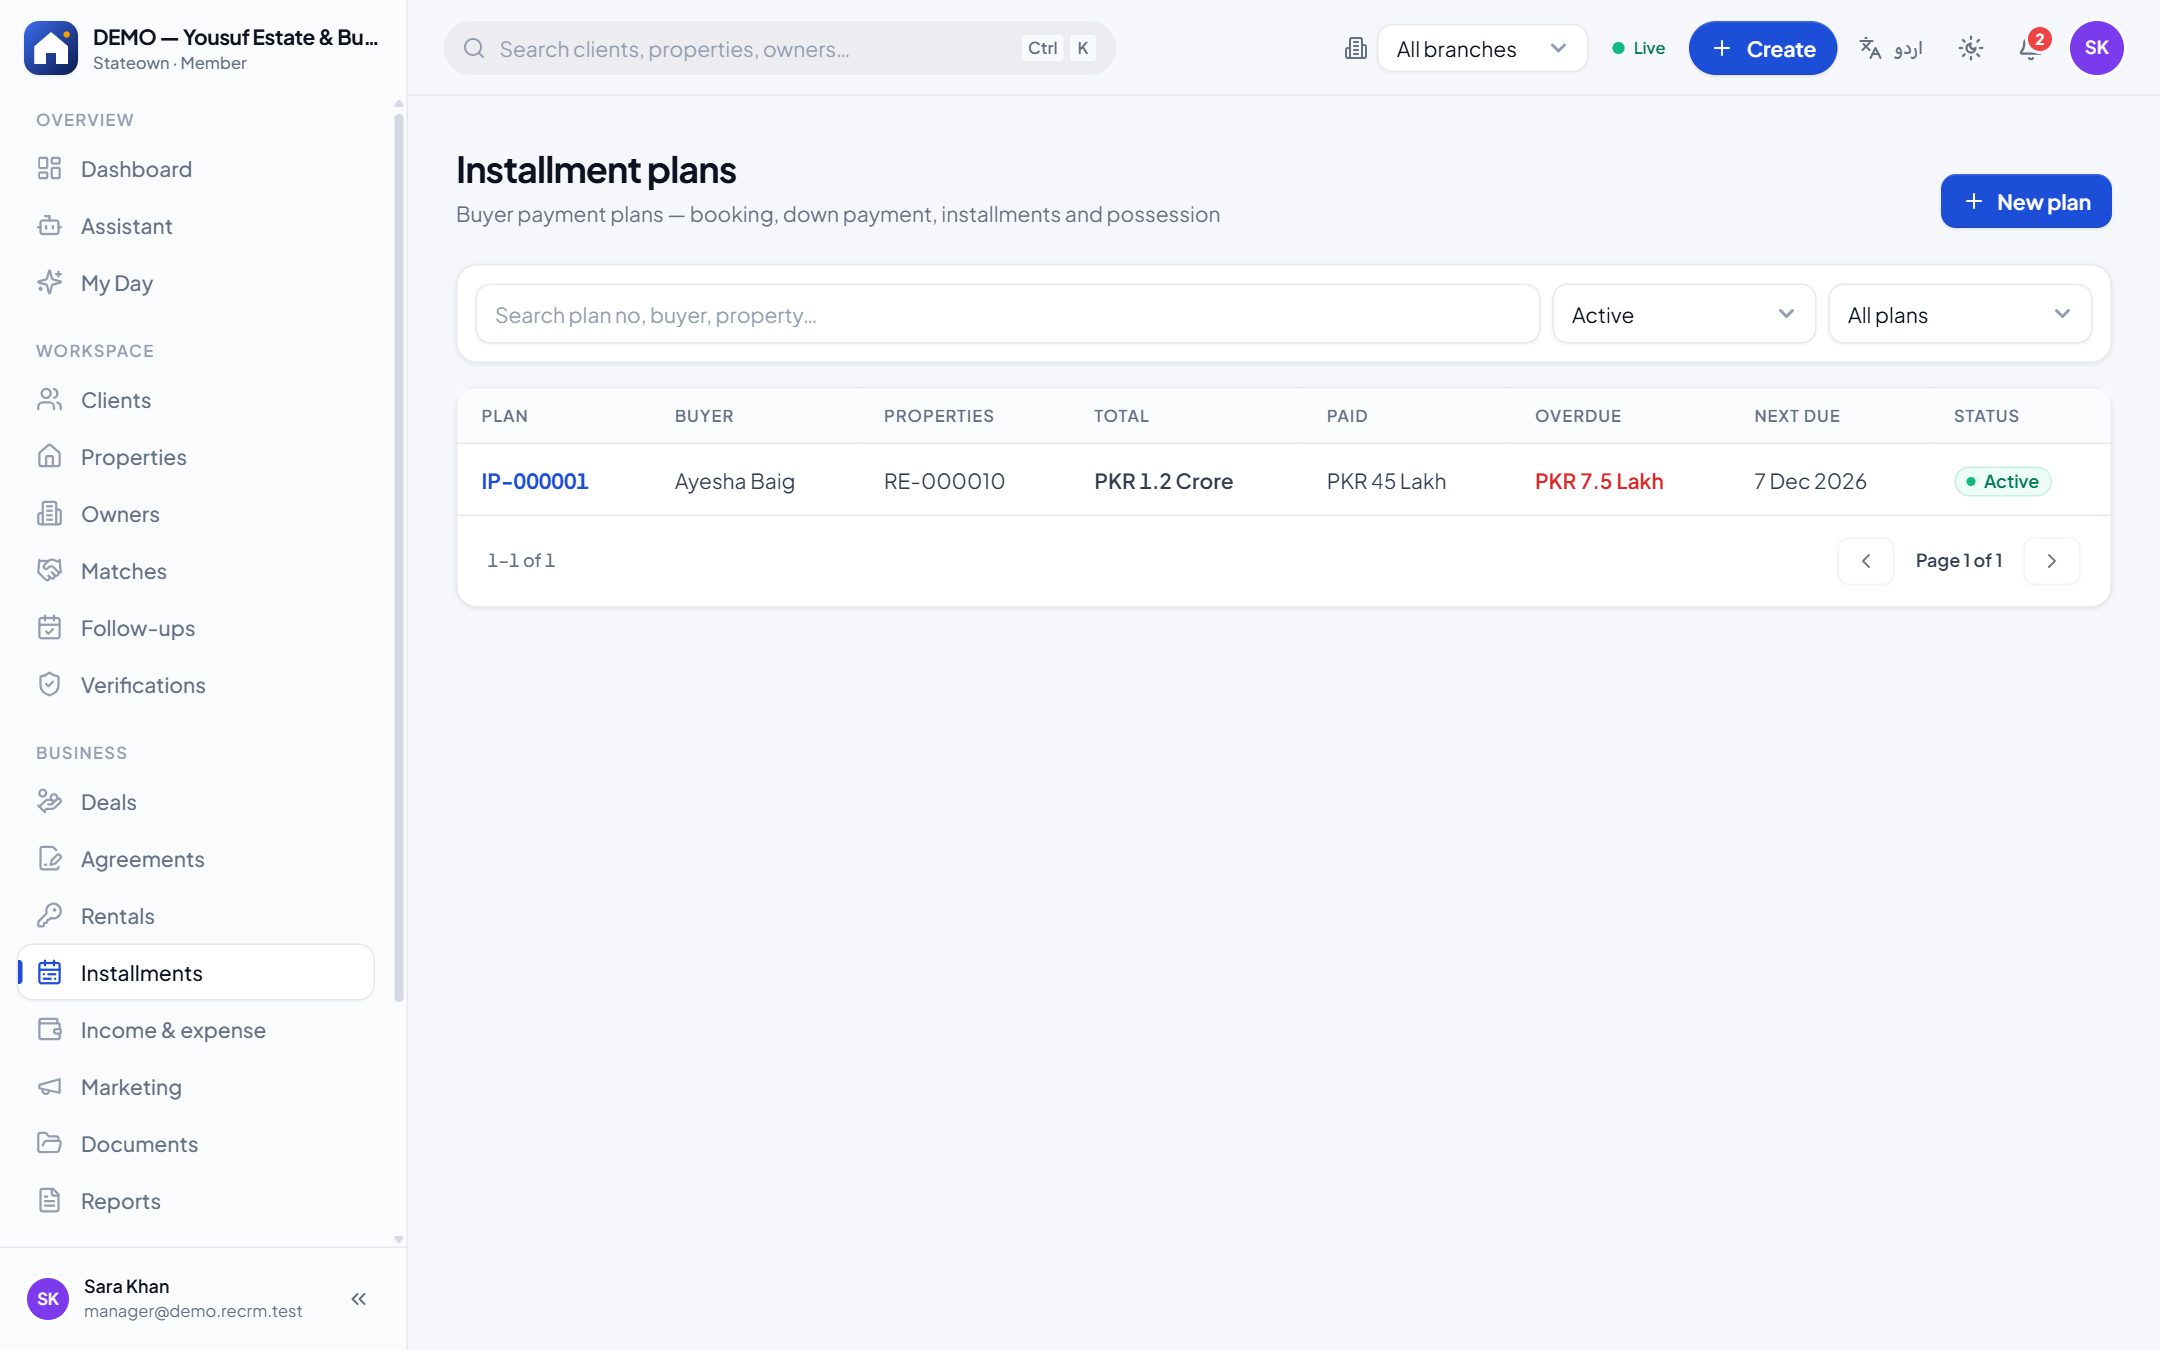 DEMO — Yousuf Estate & Bu...
Stateown · Member
Search clients, properties, owners...
Ctrl K
All branches
Live
+ Create
اردو
2
SK
OVERVIEW
Dashboard
Assistant
My Day
WORKSPACE
Clients
Properties
Owners
Matches
Follow-ups
Verifications
BUSINESS
Deals
Agreements
Rentals
Installments
Income & expense
Marketing
Documents
Reports
SK
Sara Khan
manager@demo.recrm.test
Installment plans
Buyer payment plans — booking, down payment, installments and possession
+ New plan
Search plan no, buyer, property...
Active
All plans
PLAN BUYER PROPERTIES TOTAL PAID OVERDUE NEXT DUE STATUS
IP-000001 Ayesha Baig RE-000010 PKR 1.2 Crore PKR 45 Lakh PKR 7.5 Lakh 7 Dec 2026 Active
1–1 of 1
Page 1 of 1